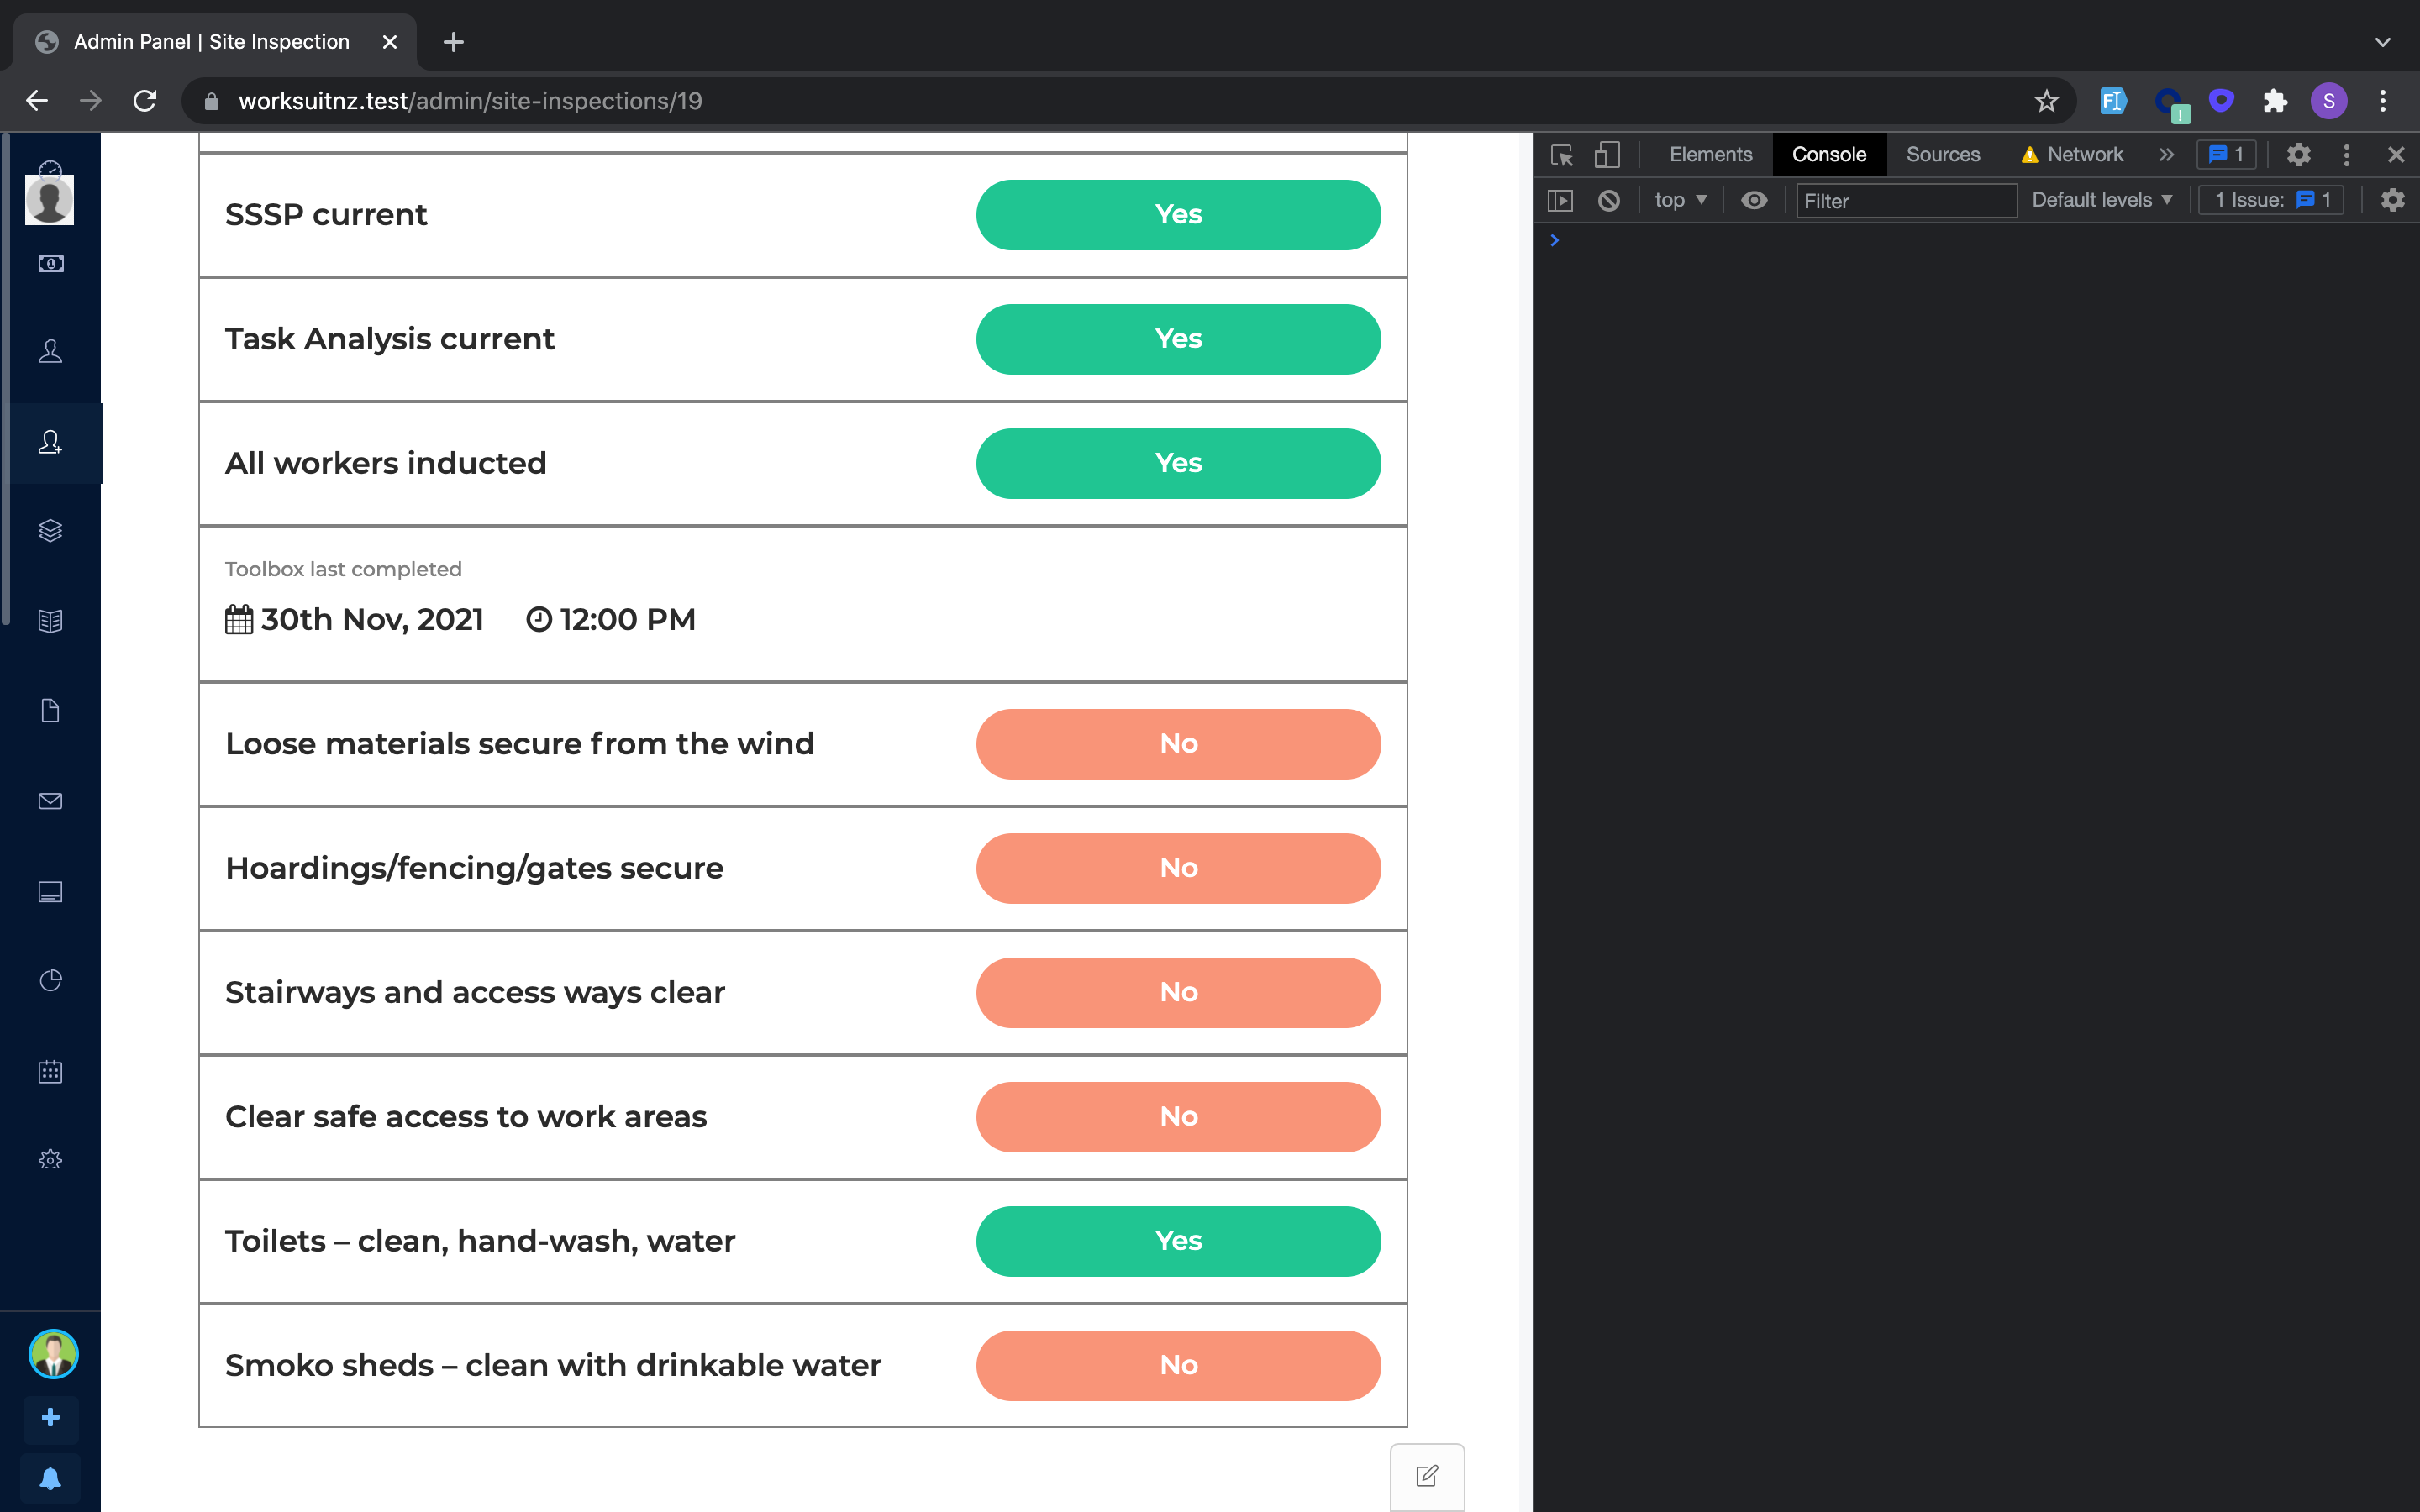 Admin Panel | Site Inspection
worksuitnz.test/admin/site-inspections/19
S
Elements Console Sources Network 1
top Filter Default levels 1 Issue: 1
SSSP current Yes
Task Analysis current Yes
All workers inducted Yes
Toolbox last completed
30th Nov, 2021 12:00 PM
Loose materials secure from the wind No
Hoardings/fencing/gates secure No
Stairways and access ways clear No
Clear safe access to work areas No
Toilets – clean, hand-wash, water Yes
Smoko sheds – clean with drinkable water No